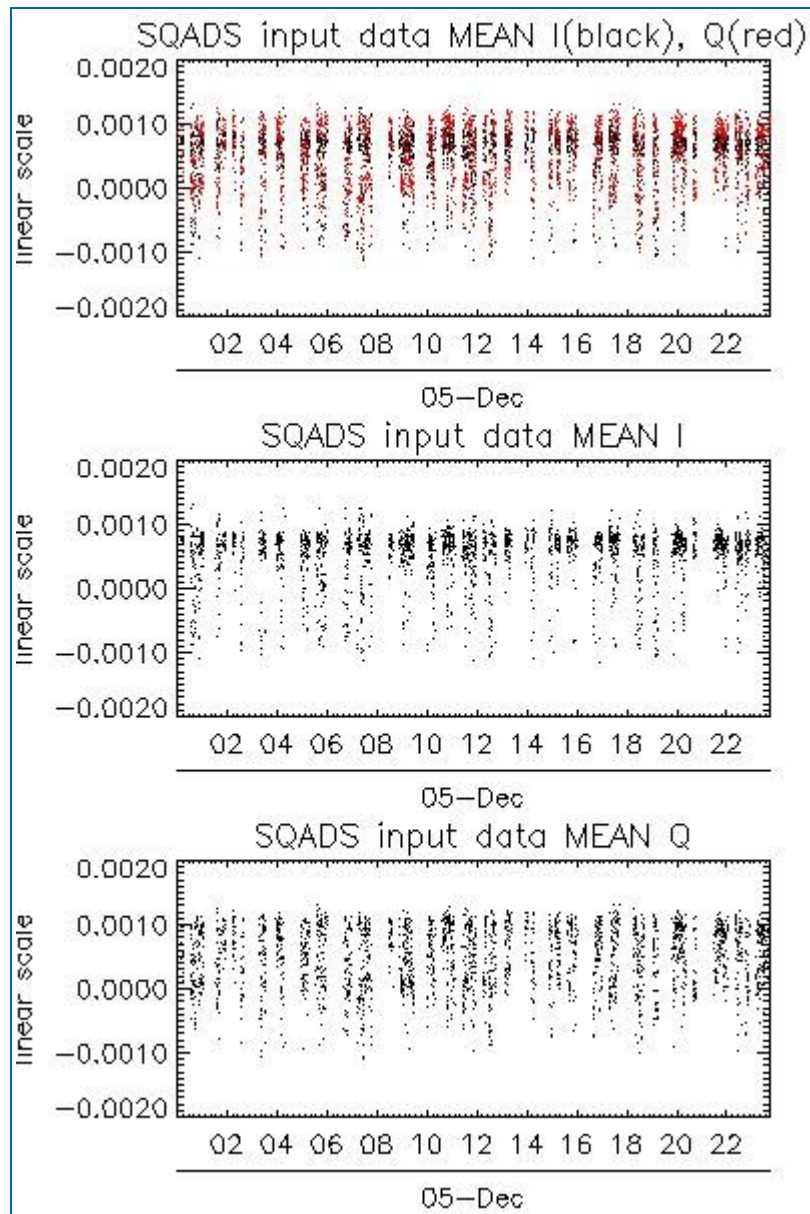 SQADS input data MEAN I(black), Q(red)
0.0020
0.0010
0.0000
−0.0010
−0.0020
linear scale
02 04 06 08 10 12 14 16 18 20 22
05−Dec
SQADS input data MEAN I
0.0020
0.0010
0.0000
−0.0010
−0.0020
linear scale
02 04 06 08 10 12 14 16 18 20 22
05−Dec
SQADS input data MEAN Q
0.0020
0.0010
0.0000
−0.0010
−0.0020
linear scale
02 04 06 08 10 12 14 16 18 20 22
05−Dec